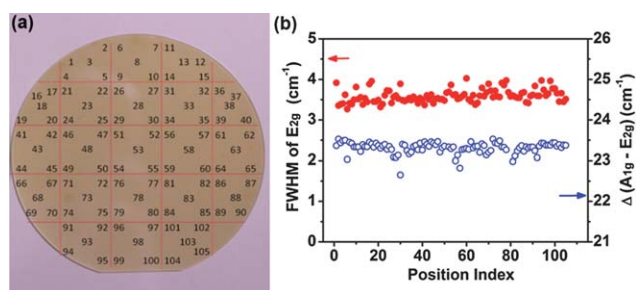 (a)
2 6 7 11
1 3 8 13 12
4 5 9 10 14 15
16 17 21 22 26 27 31 32 36 37
18 23 28 33 38
19 20 24 25 29 30 34 35 39 40
41 42 46 47 51 52 56 57 61 62
43 48 53 58 63
44 45 49 50 54 55 59 60 64 65
66 67 71 72 76 77 81 82 86 87
68 73 78 83 88
69 70 74 75 79 80 84 85 89 90
91 92 96 97 101 102
93 98 103
94 105
95 99 100 104
(b)
FWHM of E2g (cm-1)
5
4
3
2
1
0
26
25
24
23
22
21
Δ (A1g - E2g) (cm-1)
0 20 40 60 80 100
Position Index